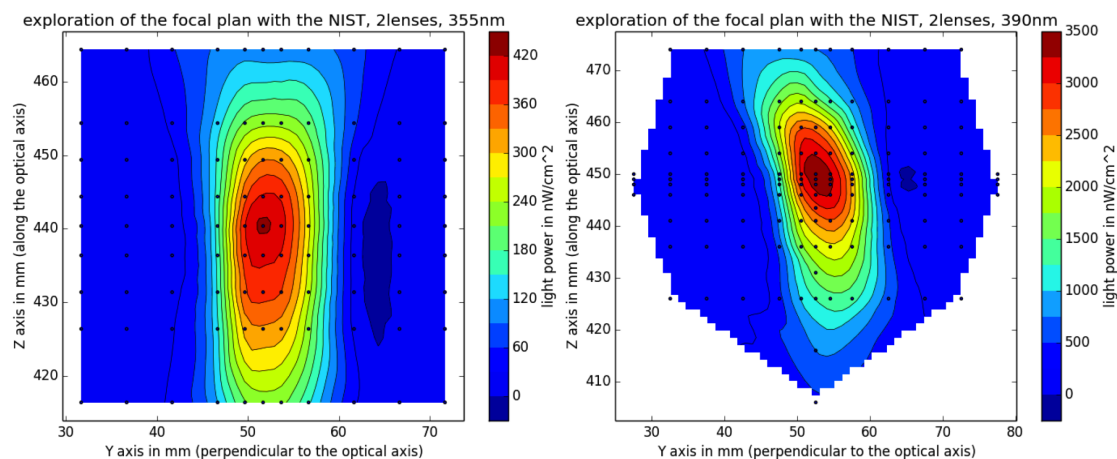 exploration of the focal plan with the NIST, 2lenses, 355nm
Z axis in mm (along the optical axis)
460
450
440
430
420
30 40 50 60 70
Y axis in mm (perpendicular to the optical axis)
420
360
300
240
180
120
60
0
light power in nW/cm^2
exploration of the focal plan with the NIST, 2lenses, 390nm
Z axis in mm (along the optical axis)
470
460
450
440
430
420
410
30 40 50 60 70 80
Y axis in mm (perpendicular to the optical axis)
3500
3000
2500
2000
1500
1000
500
0
light power in nW/cm^2